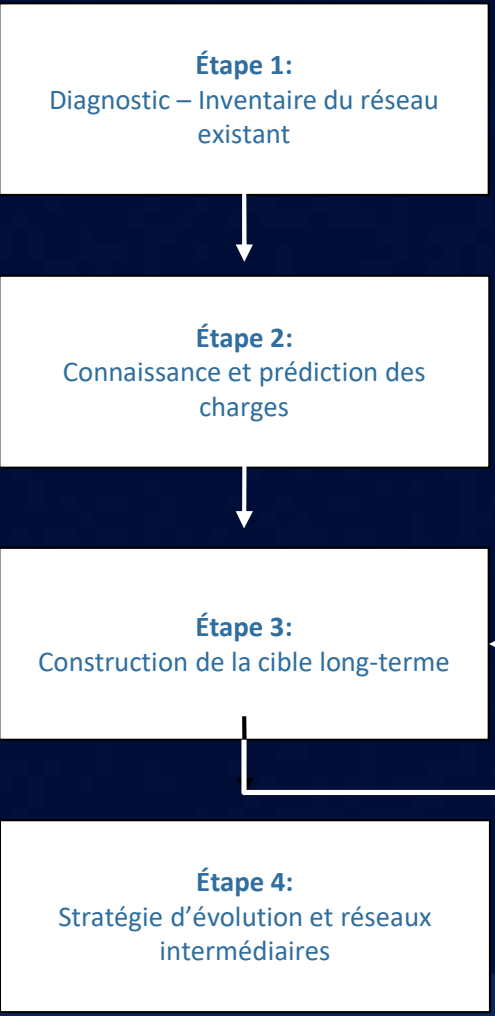 Étape 1:
Diagnostic – Inventaire du réseau
existant
Étape 2:
Connaissance et prédiction des
charges
Étape 3:
Construction de la cible long-terme
Étape 4:
Stratégie d’évolution et réseaux
intermédiaires